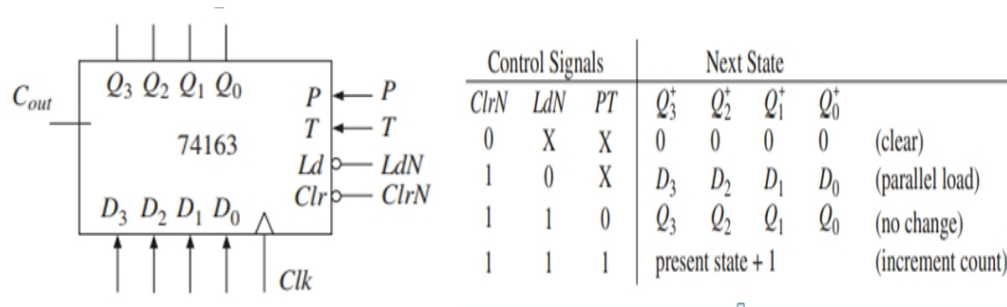 Q₃ Q₂ Q₁ Q₀
C_out
P P
T T
74163
Ld LdN
Clr ClrN
D₃ D₂ D₁ D₀
Clk
Control Signals Next State
ClrN LdN PT Q₃⁺ Q₂⁺ Q₁⁺ Q₀⁺
0 X X 0 0 0 0 (clear)
1 0 X D₃ D₂ D₁ D₀ (parallel load)
1 1 0 Q₃ Q₂ Q₁ Q₀ (no change)
1 1 1 present state + 1 (increment count)